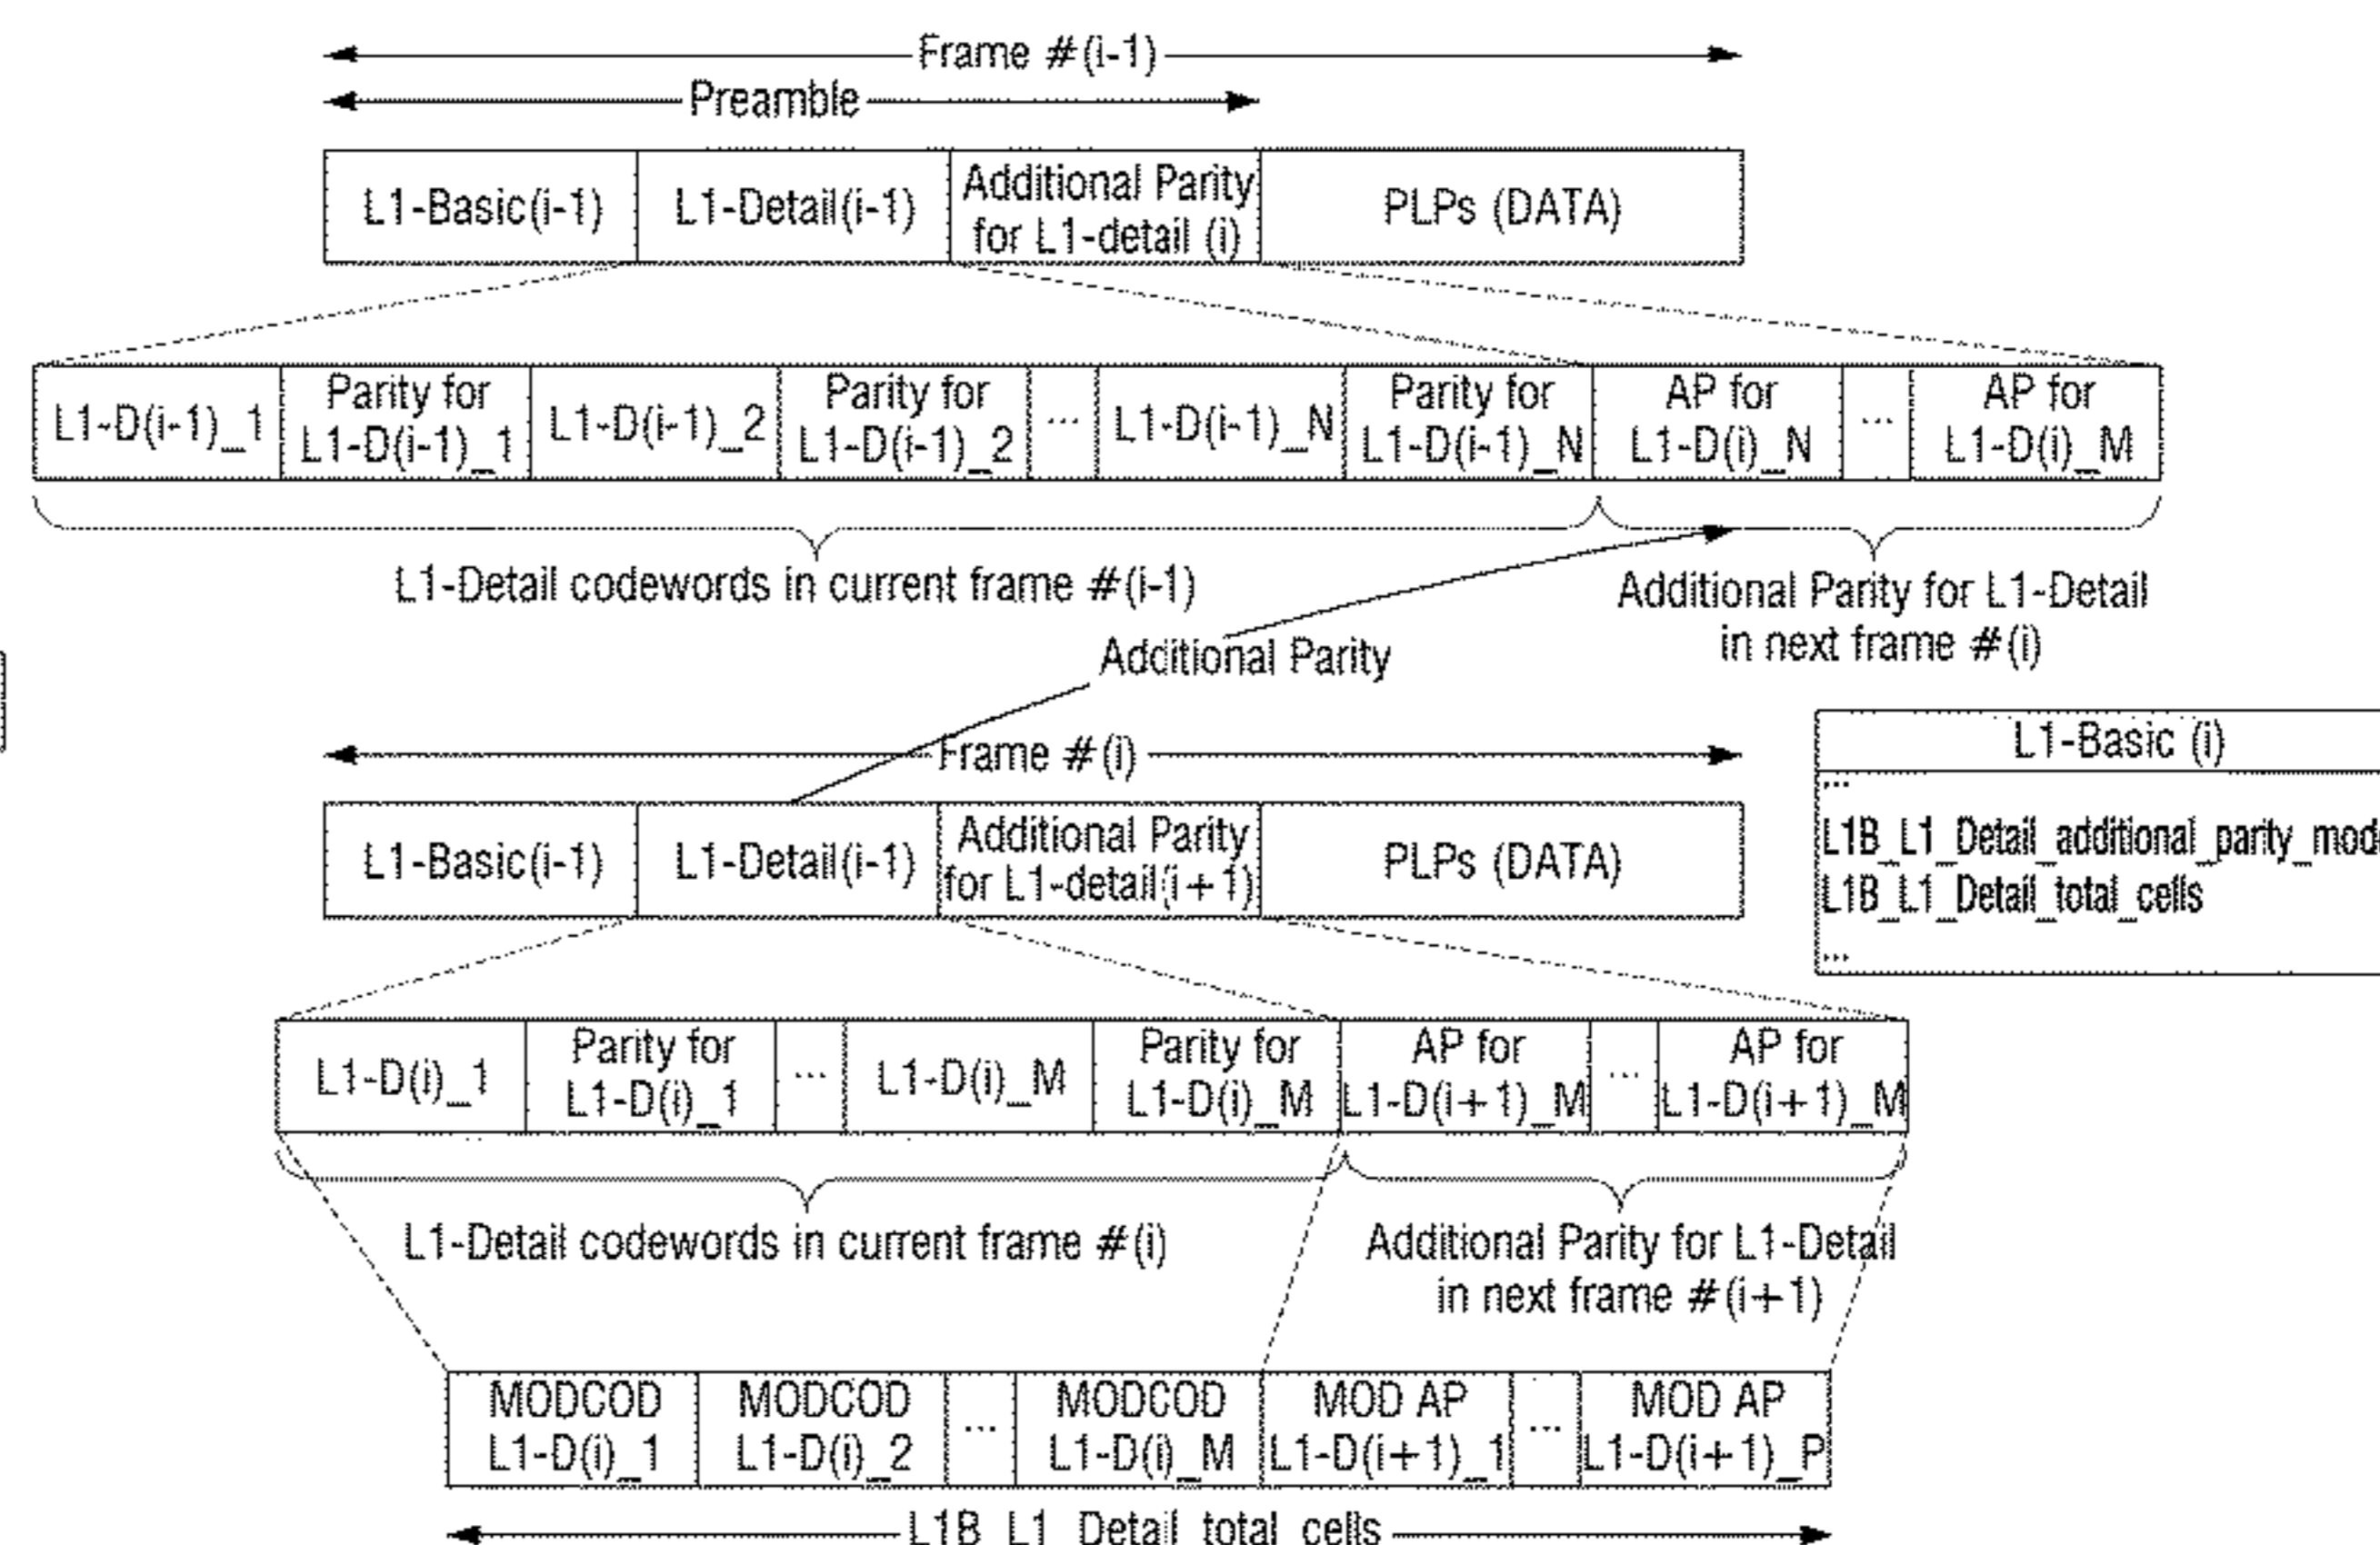 Frame #(i-1)
Preamble
L1-Basic(i-1)
L1-Detail(i-1)
Additional Parity
for L1-detail (i)
PLPs (DATA)
L1-D(i-1)_1
Parity for
L1-D(i-1)_1
L1-D(i-1)_2
Parity for
L1-D(i-1)_2
...
L1-D(i-1)_N
Parity for
L1-D(i-1)_N
AP for
L1-D(i)_N
...
AP for
L1-D(i)_M
L1-Detail codewords in current frame #(i-1)
Additional Parity for L1-Detail
in next frame #(i)
Additional Parity
Frame #(i)
L1-Basic(i-1)
L1-Detail(i-1)
Additional Parity
for L1-detail(i+1)
PLPs (DATA)
L1-Basic (i)
...
L1B_L1_Detail_additional_parity_mod
L1B_L1_Detail_total_cells
...
L1-D(i)_1
Parity for
L1-D(i)_1
...
L1-D(i)_M
Parity for
L1-D(i)_M
AP for
L1-D(i+1)_M
...
AP for
L1-D(i+1)_M
L1-Detail codewords in current frame #(i)
Additional Parity for L1-Detail
in next frame #(i+1)
MODCOD
L1-D(i)_1
MODCOD
L1-D(i)_2
...
MODCOD
L1-D(i)_M
MOD AP
L1-D(i+1)_1
...
MOD AP
L1-D(i+1)_P
L1B_L1_Detail_total_cells